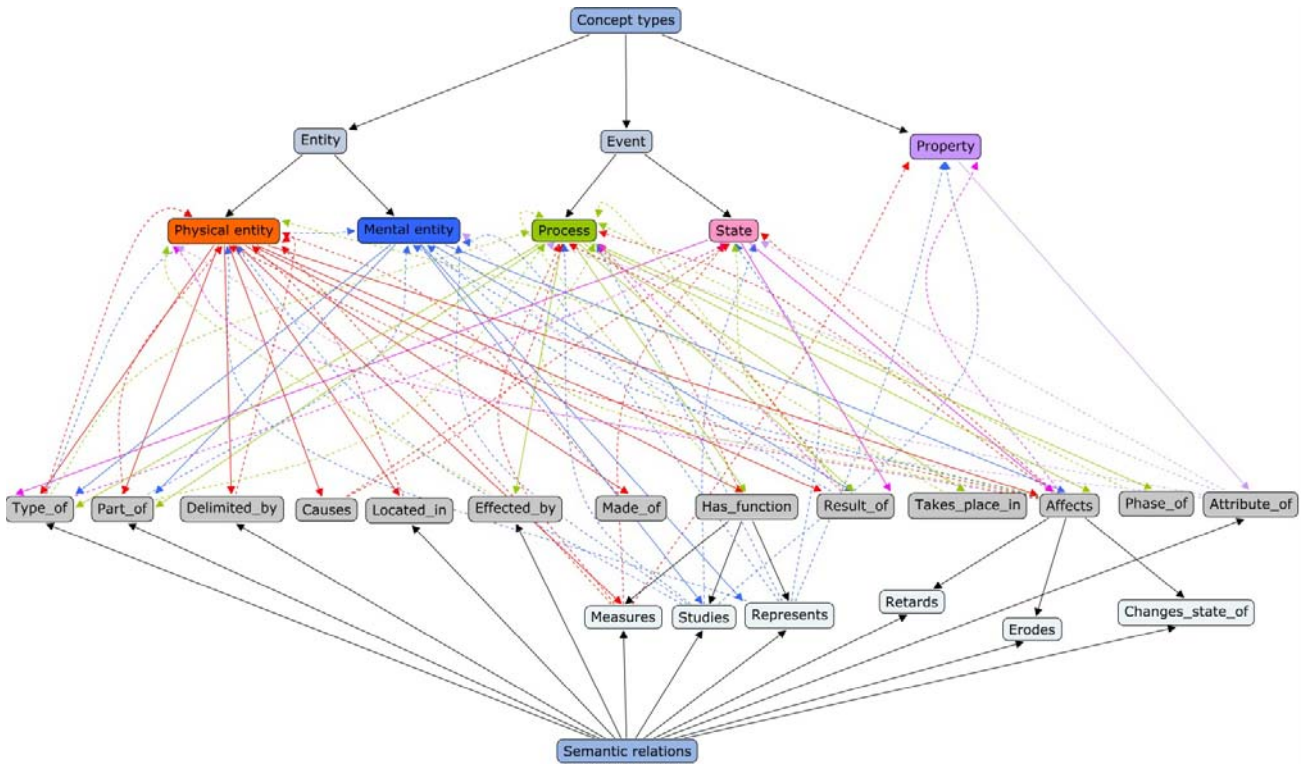 Concept types
Entity
Event
Property
Physical entity
Mental entity
Process
State
Type_of
Part_of
Delimited_by
Causes
Located_in
Effected_by
Made_of
Has_function
Result_of
Takes_place_in
Affects
Phase_of
Attribute_of
Measures
Studies
Represents
Retards
Erodes
Changes_state_of
Semantic relations